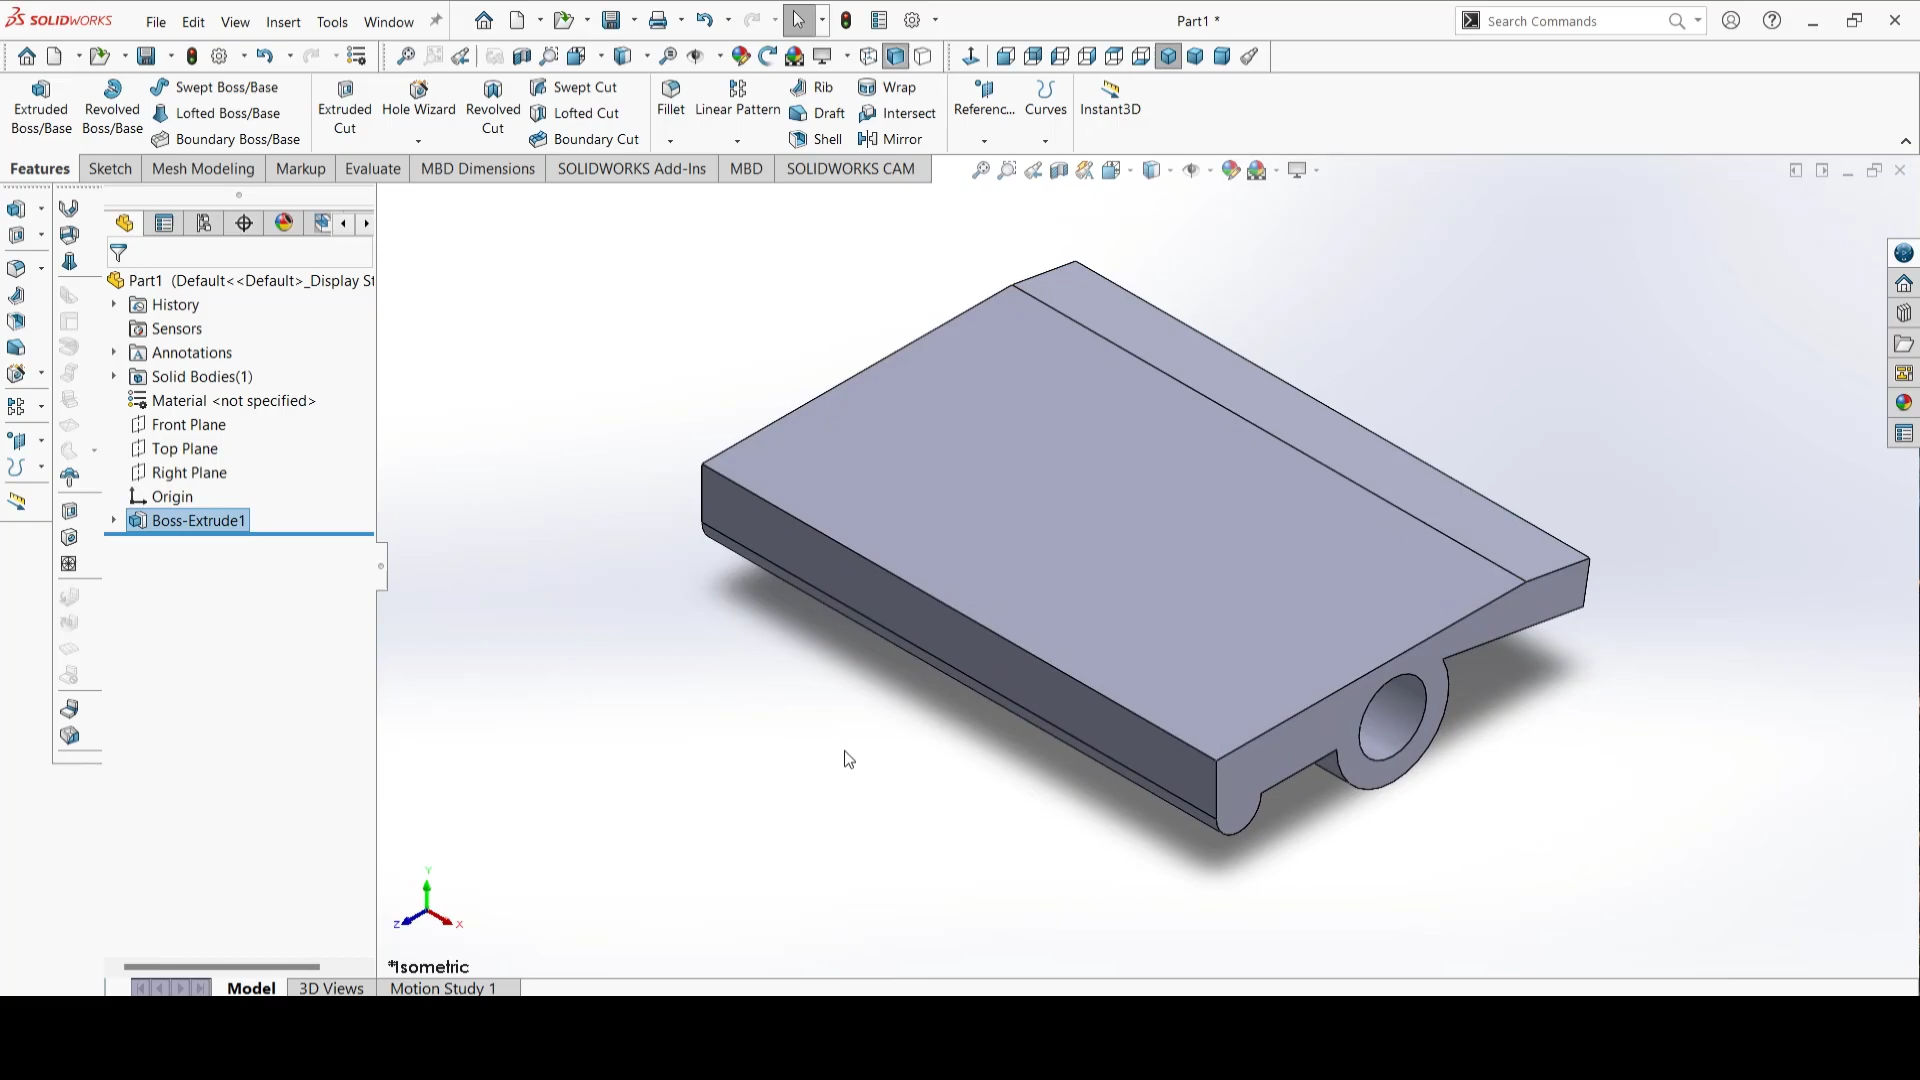 SOLIDWORKS File Edit View Insert Tools Window Part1 * Search Commands
Extruded Boss/Base
Revolved Boss/Base
Swept Boss/Base
Lofted Boss/Base
Boundary Boss/Base
Extruded Cut
Hole Wizard
Revolved Cut
Swept Cut
Lofted Cut
Boundary Cut
Fillet
Linear Pattern
Rib
Draft
Shell
Wrap
Intersect
Mirror
Referenc...
Curves
Instant3D
Features Sketch Mesh Modeling Markup Evaluate MBD Dimensions SOLIDWORKS Add-Ins MBD SOLIDWORKS CAM
Part1 (Default<<Default>_Display St
History
Sensors
Annotations
Solid Bodies(1)
Material <not specified>
Front Plane
Top Plane
Right Plane
Origin
Boss-Extrude1
Y
Z X
*Isometric
Model 3D Views Motion Study 1